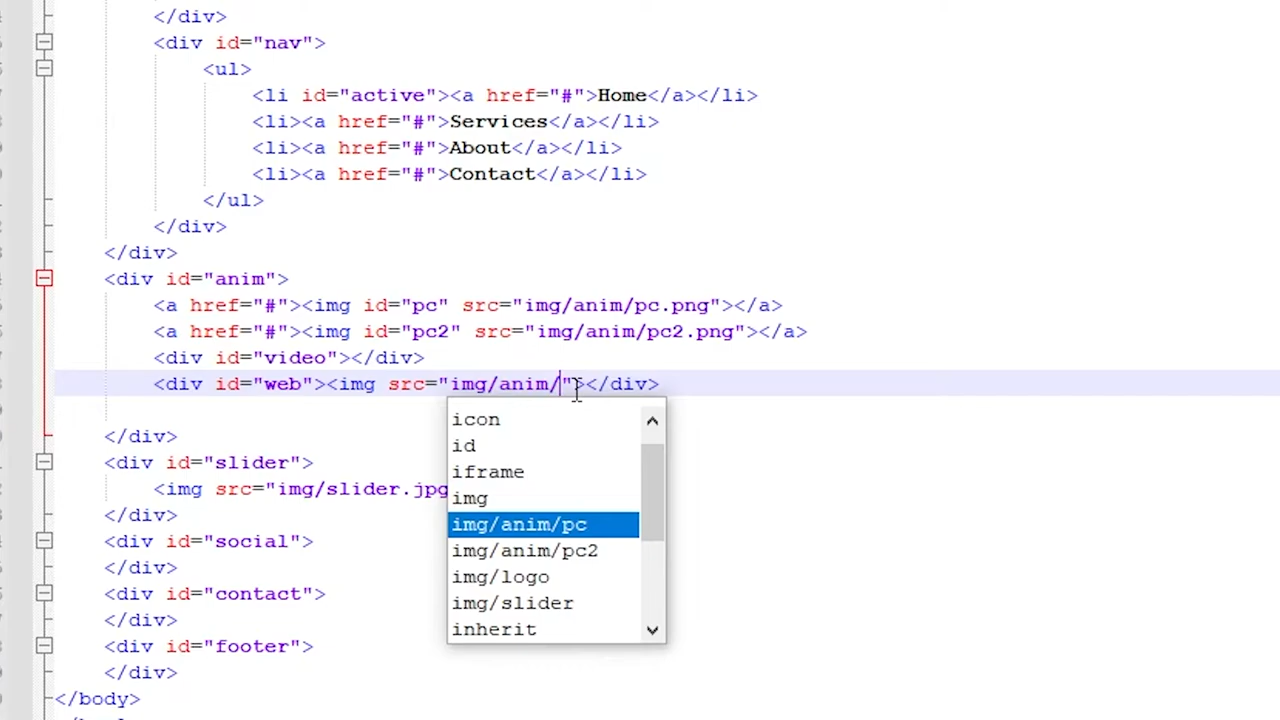 </div>
<div id="nav">
<ul>
<li id="active"><a href="#">Home</a></li>
<li><a href="#">Services</a></li>
<li><a href="#">About</a></li>
<li><a href="#">Contact</a></li>
</ul>
</div>
</div>
<div id="anim">
<a href="#"><img id="pc" src="img/anim/pc.png"></a>
<a href="#"><img id="pc2" src="img/anim/pc2.png"></a>
<div id="video"></div>
<div id="web"><img src="img/anim/"></div>
</div>
<div id="slider">
<img src="img/slider.jpg
</div>
<div id="social">
</div>
<div id="contact">
</div>
<div id="footer">
</div>
</body>
icon
id
iframe
img
img/anim/pc
img/anim/pc2
img/logo
img/slider
inherit